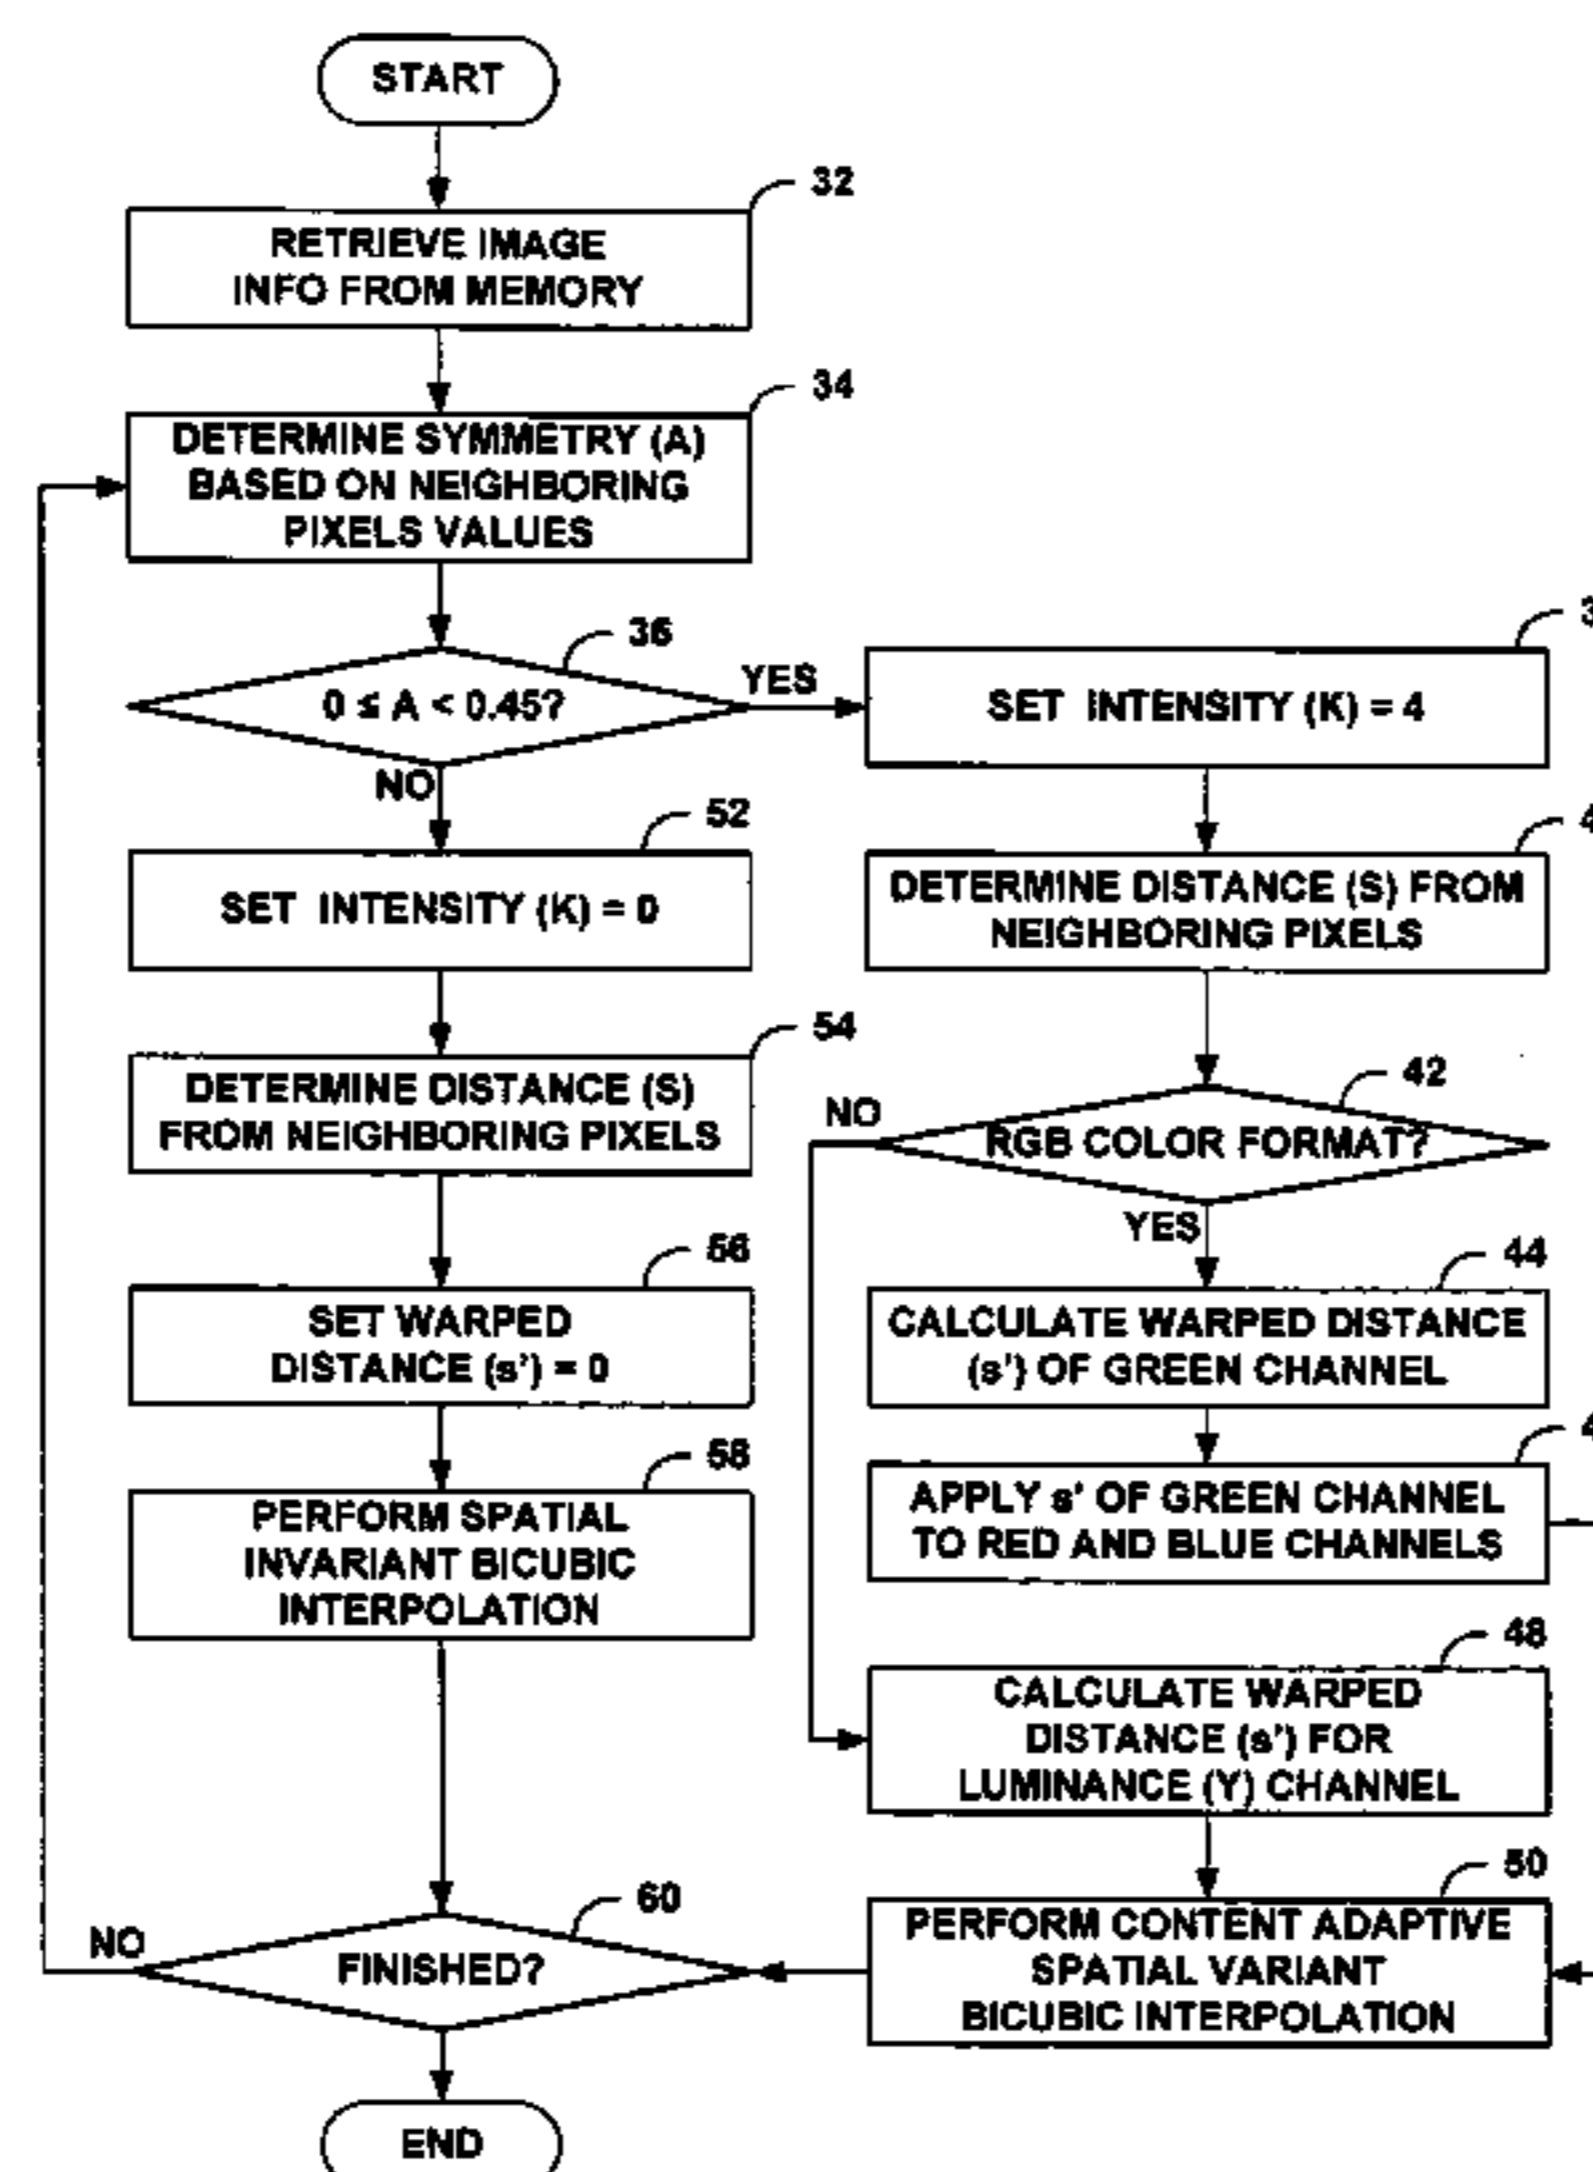 START
32
RETRIEVE IMAGE
INFO FROM MEMORY
34
DETERMINE SYMMETRY (A)
BASED ON NEIGHBORING
PIXELS VALUES
36
0 ≤ A < 0.45?
YES
NO
SET INTENSITY (K) = 4
52
SET INTENSITY (K) = 0
DETERMINE DISTANCE (S) FROM
NEIGHBORING PIXELS
54
DETERMINE DISTANCE (S)
FROM NEIGHBORING PIXELS
42
NO
RGB COLOR FORMAT?
YES
56
SET WARPED
DISTANCE (s') = 0
44
CALCULATE WARPED DISTANCE
(s') OF GREEN CHANNEL
58
PERFORM SPATIAL
INVARIANT BICUBIC
INTERPOLATION
APPLY s' OF GREEN CHANNEL
TO RED AND BLUE CHANNELS
48
CALCULATE WARPED
DISTANCE (s') FOR
LUMINANCE (Y) CHANNEL
50
PERFORM CONTENT ADAPTIVE
SPATIAL VARIANT
BICUBIC INTERPOLATION
60
NO
FINISHED?
END